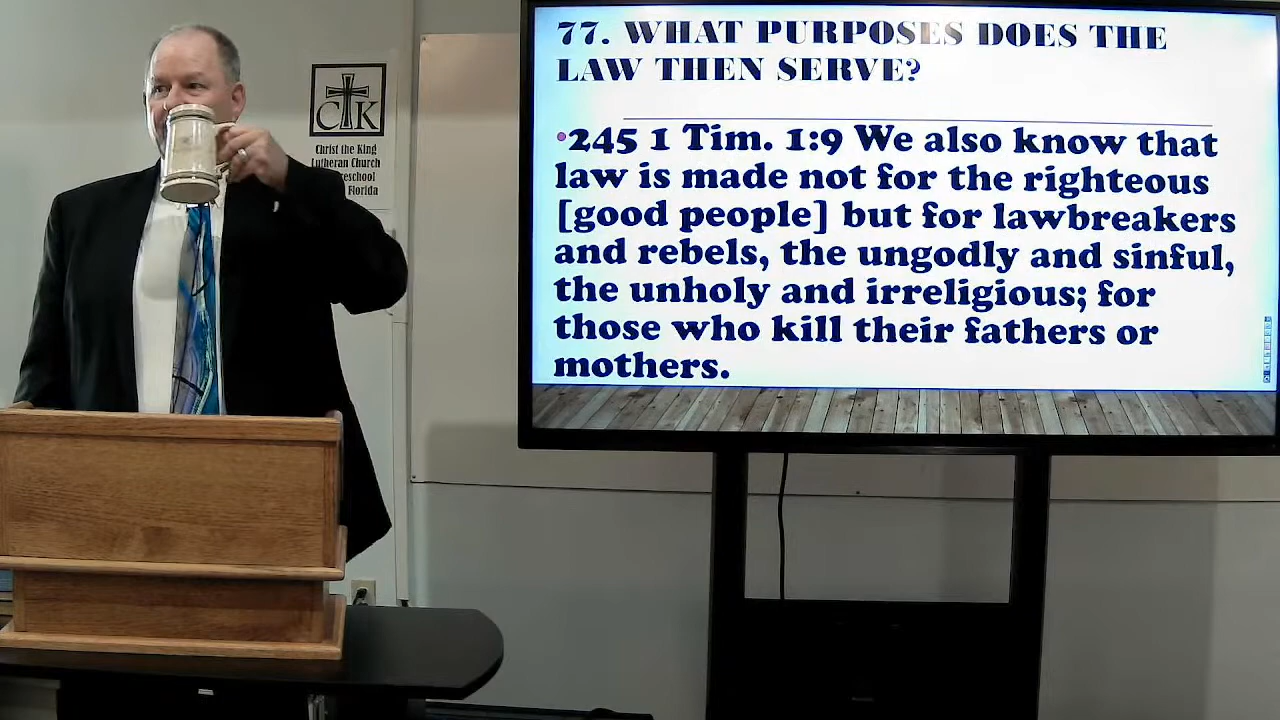 77. WHAT PURPOSES DOES THE
LAW THEN SERVE?
•245 1 Tim. 1:9 We also know that
law is made not for the righteous
[good people] but for lawbreakers
and rebels, the ungodly and sinful,
the unholy and irreligious; for
those who kill their fathers or
mothers.
C K
Christ the King
Lutheran Church
Florida